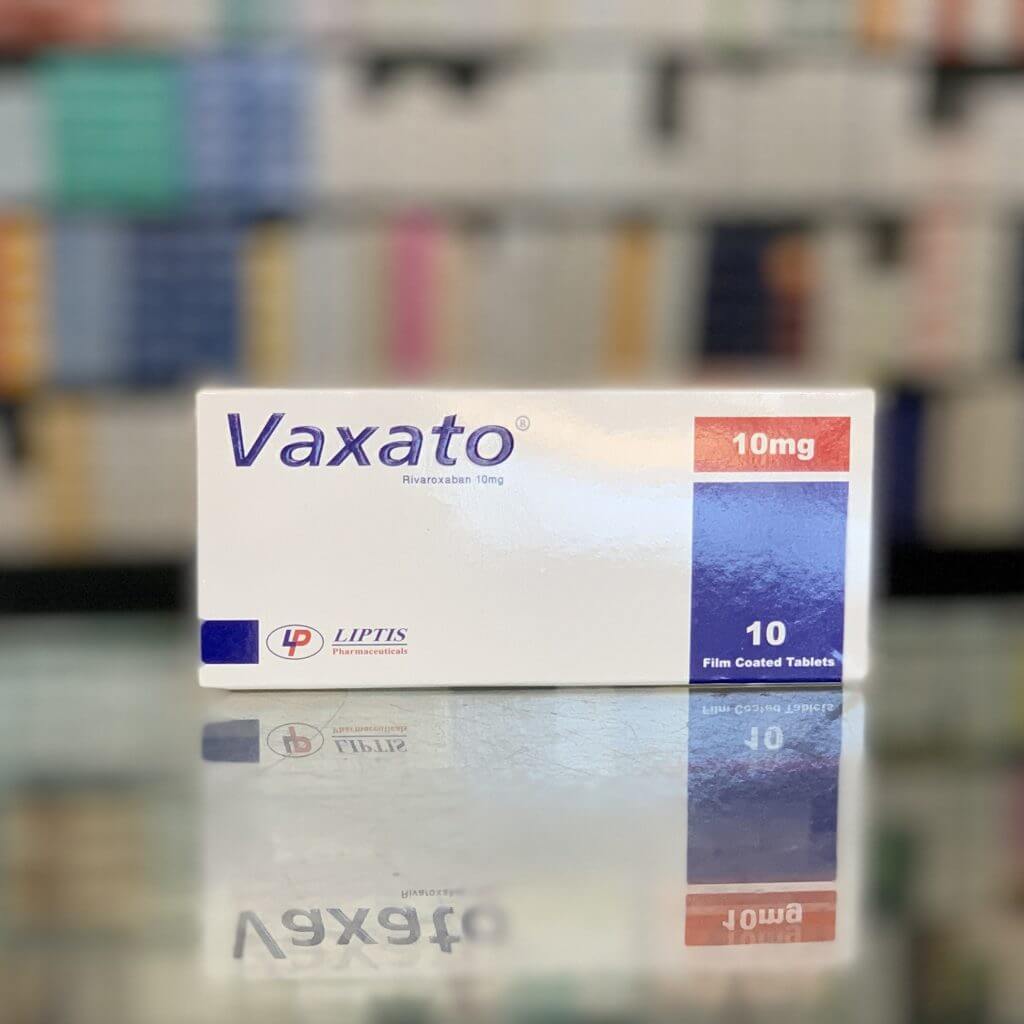 Vaxato®
Rivaroxaban 10mg
10mg
10
Film Coated Tablets
LP LIPTIS
Pharmaceuticals